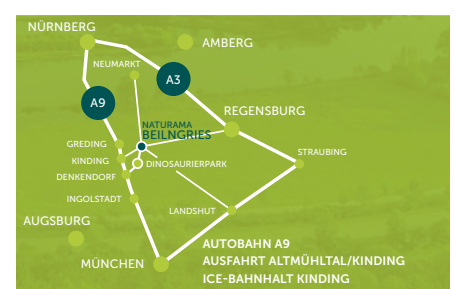 NÜRNBERG
AMBERG
NEUMARKT
A3
A9
REGENSBURG
NATURAMA
BEILNGRIES
GREDING
KINDING
DINOSAURIERPARK
STRAUBING
DENKENDORF
INGOLSTADT
LANDSHUT
AUGSBURG
MÜNCHEN
AUTOBAHN A9
AUSFAHRT ALTMÜHLTAL/KINDING
ICE-BAHNHALT KINDING